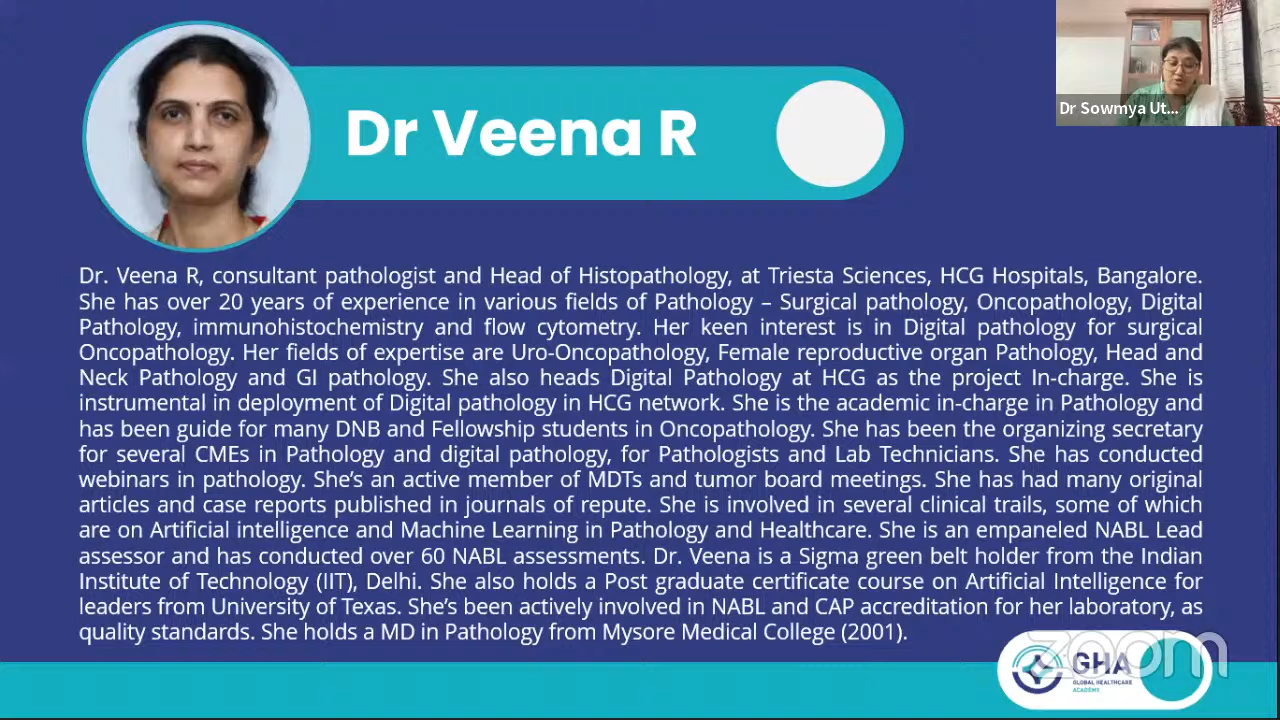 Dr Veena R
Dr Sowmya Ut...
Dr. Veena R, consultant pathologist and Head of Histopathology, at Triesta Sciences, HCG Hospitals, Bangalore.
She has over 20 years of experience in various fields of Pathology – Surgical pathology, Oncopathology, Digital
Pathology, immunohistochemistry and flow cytometry. Her keen interest is in Digital pathology for surgical
Oncopathology. Her fields of expertise are Uro-Oncopathology, Female reproductive organ Pathology, Head and
Neck Pathology and GI pathology. She also heads Digital Pathology at HCG as the project In-charge. She is
instrumental in deployment of Digital pathology in HCG network. She is the academic in-charge in Pathology and
has been guide for many DNB and Fellowship students in Oncopathology. She has been the organizing secretary
for several CMEs in Pathology and digital pathology, for Pathologists and Lab Technicians. She has conducted
webinars in pathology. She’s an active member of MDTs and tumor board meetings. She has had many original
articles and case reports published in journals of repute. She is involved in several clinical trails, some of which
are on Artificial intelligence and Machine Learning in Pathology and Healthcare. She is an empaneled NABL Lead
assessor and has conducted over 60 NABL assessments. Dr. Veena is a Sigma green belt holder from the Indian
Institute of Technology (IIT), Delhi. She also holds a Post graduate certificate course on Artificial Intelligence for
leaders from University of Texas. She’s been actively involved in NABL and CAP accreditation for her laboratory, as
quality standards. She holds a MD in Pathology from Mysore Medical College (2001).
zoom
GHA
GLOBAL HEALTHCARE
ACADEMY